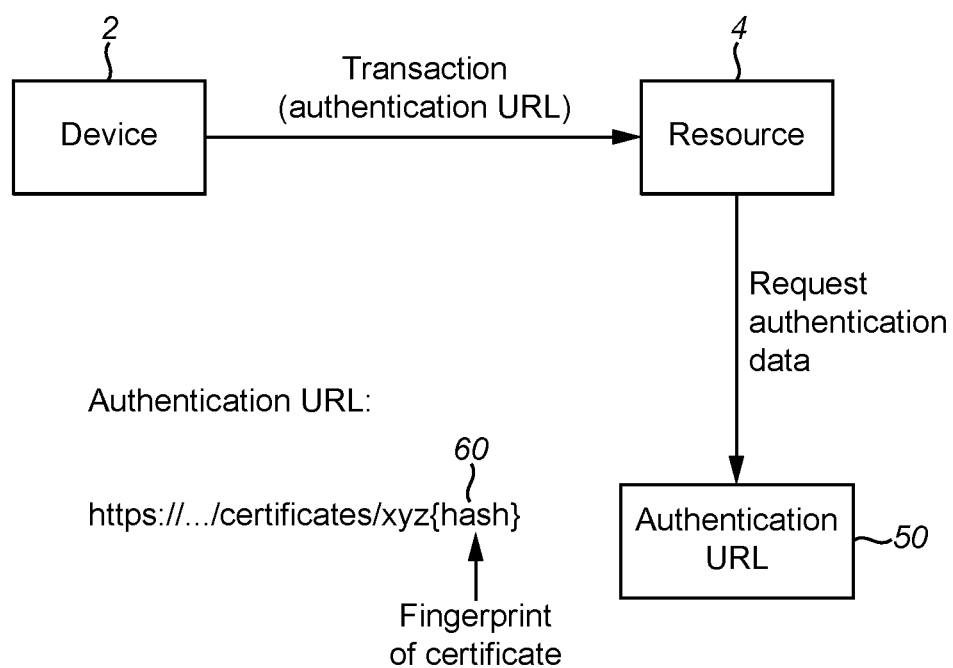 2
4
Transaction
(authentication URL)
Device
Resource
Request
authentication
data
Authentication URL:
60
https://.../certificates/xyz{hash}
Authentication
URL
50
Fingerprint
of certificate